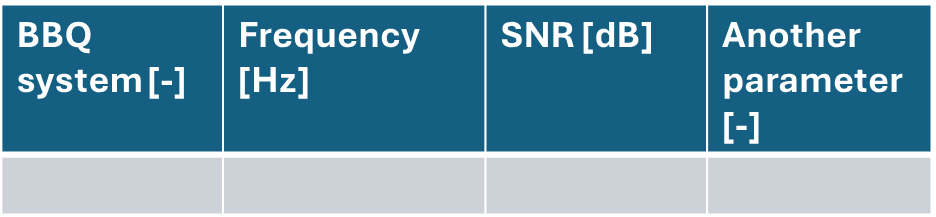 BBQ
system [-]
Frequency
[Hz]
SNR [dB]
Another
parameter
[-]